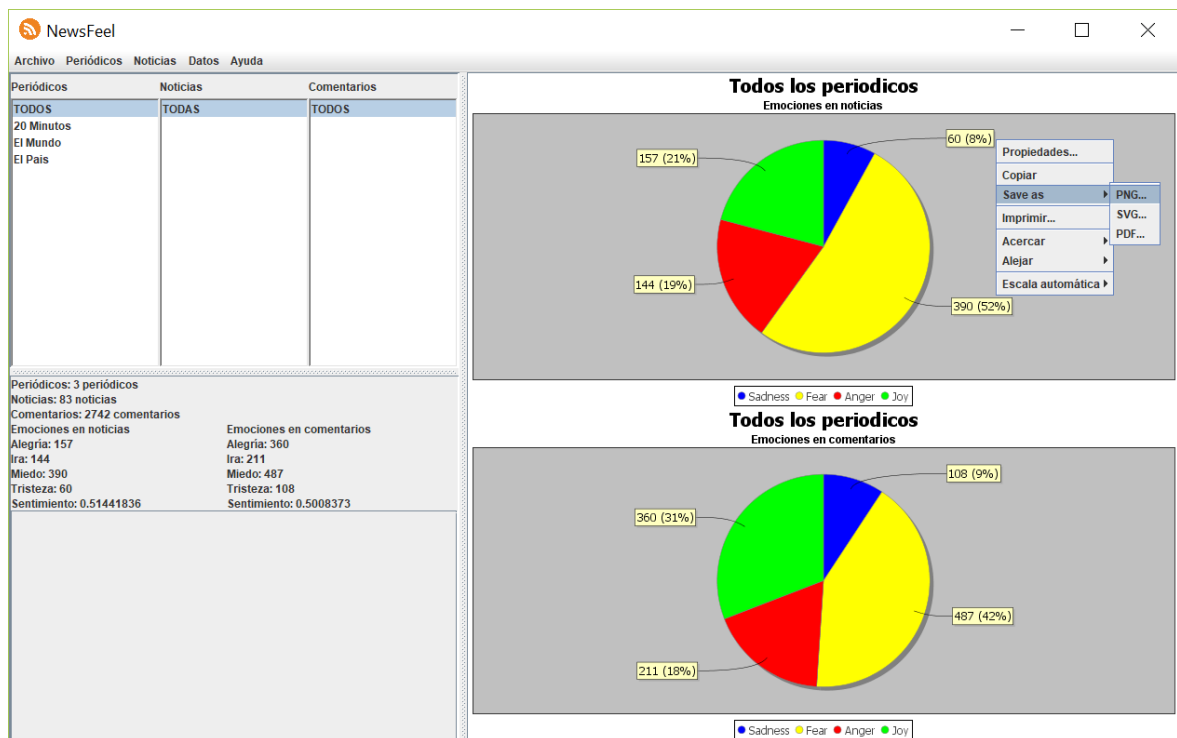 NewsFeel
Archivo Periódicos Noticias Datos Ayuda
Periódicos Noticias Comentarios
TODOS TODAS TODOS
20 Minutos
El Mundo
El Pais
Periódicos: 3 periódicos
Noticias: 83 noticias
Comentarios: 2742 comentarios
Emociones en noticias Emociones en comentarios
Alegría: 157 Alegría: 360
Ira: 144 Ira: 211
Miedo: 390 Miedo: 487
Tristeza: 60 Tristeza: 108
Sentimiento: 0.51441836 Sentimiento: 0.5008373
Todos los periodicos
Emociones en noticias
60 (8%)
157 (21%)
144 (19%)
390 (52%)
Propiedades...
Copiar
Save as PNG...
SVG...
Imprimir...
PDF...
Acercar
Alejar
Escala automática
Sadness Fear Anger Joy
Todos los periodicos
Emociones en comentarios
108 (9%)
360 (31%)
487 (42%)
211 (18%)
Sadness Fear Anger Joy